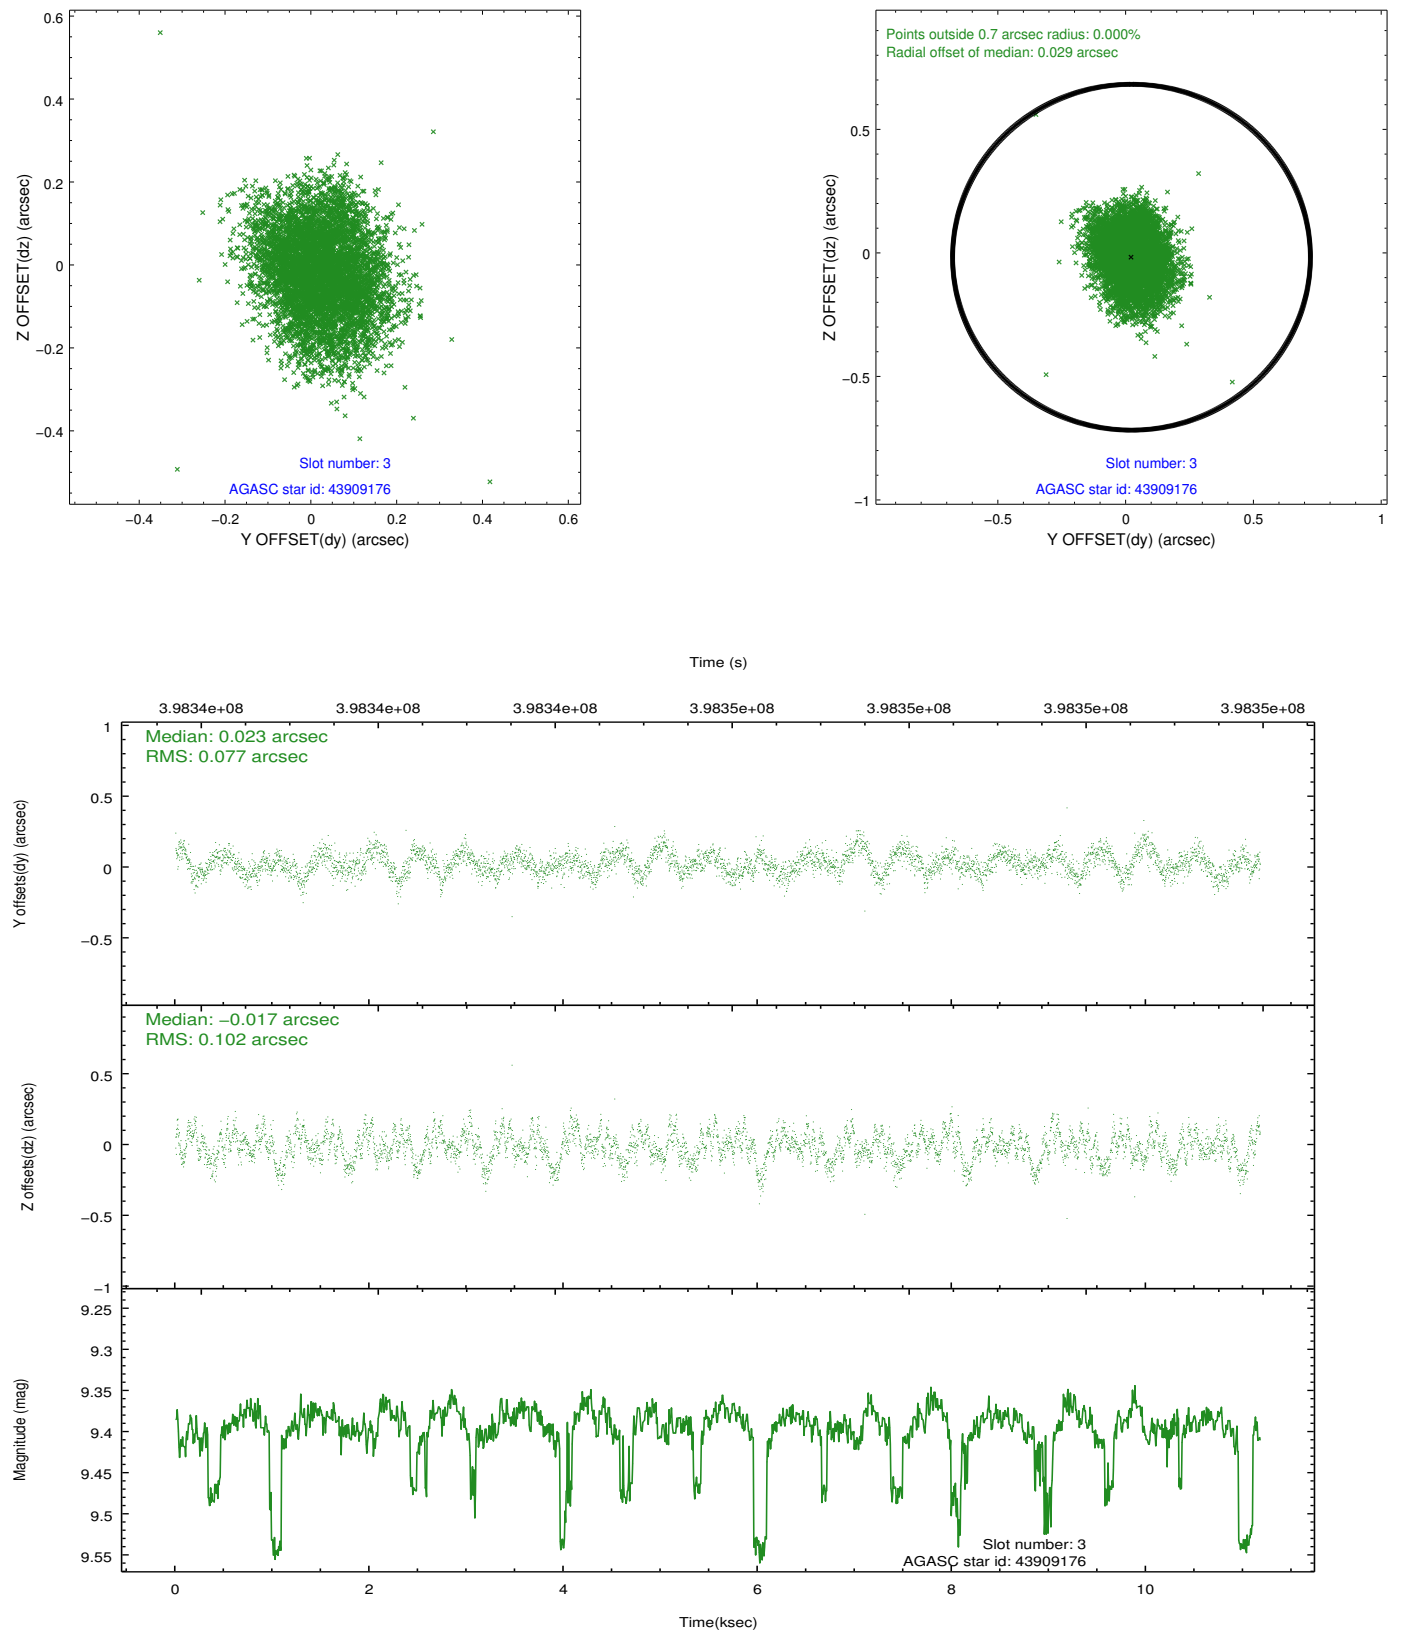 0.6
0.4
0.2
0
−0.2
−0.4
Z OFFSET(dz) (arcsec)
Slot number: 3
AGASC star id: 43909176
−0.4 −0.2 0 0.2 0.4 0.6
Y OFFSET(dy) (arcsec)
Points outside 0.7 arcsec radius: 0.000%
Radial offset of median: 0.029 arcsec
0.5
0
−0.5
−1
Z OFFSET(dz) (arcsec)
Slot number: 3
AGASC star id: 43909176
−0.5 0 0.5 1
Y OFFSET(dy) (arcsec)
Time (s)
3.9834e+08 3.9834e+08 3.9834e+08 3.9835e+08 3.9835e+08 3.9835e+08 3.9835e+08
Median: 0.023 arcsec
RMS: 0.077 arcsec
1
0.5
0
−0.5
Y offsets(dy) (arcsec)
Median: −0.017 arcsec
RMS: 0.102 arcsec
0.5
0
−0.5
−1
Z offsets(dz) (arcsec)
9.25
9.3
9.35
9.4
9.45
9.5
9.55
Magnitude (mag)
Slot number: 3
AGASC star id: 43909176
0 2 4 6 8 10
Time(ksec)